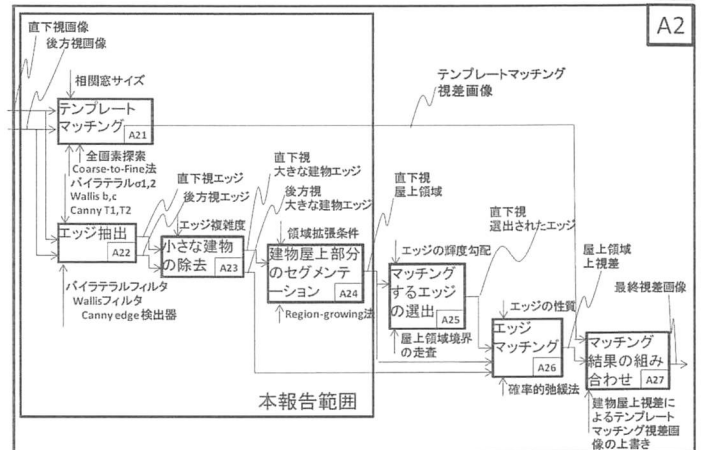 A2
直下視画像
後方視画像
相関窓サイズ
テンプレート
マッチング
A21
テンプレートマッチング
視差画像
全画素探索
Coarse-to-Fine法
バイラテラルσ1,2
Wallis b,c
Canny T1,T2
エッジ抽出
A22
直下視エッジ
後方視エッジ
バイラテラルフィルタ
Wallisフィルタ
Canny edge 検出器
エッジ複雑度
小さな建物
の除去
A23
直下視
大きな建物エッジ
後方視
大きな建物エッジ
領域拡張条件
建物屋上部分
のセグメンテ
ーション
A24
Region-growing法
直下視
屋上領域
エッジの輝度勾配
マッチング
するエッジ
の選出
A25
屋上領域境界
の走査
直下視
選出されたエッジ
エッジの性質
エッジ
マッチング
A26
確率的弛緩法
屋上領域
上視差
最終視差画像
マッチング
結果の組み
合わせ
A27
建物屋上視差に
よるテンプレート
マッチング視差画
像の上書き
本報告範囲